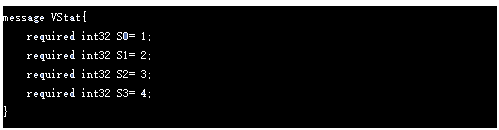 message VStat{
required int32 S0= 1;
required int32 S1= 2;
required int32 S2= 3;
required int32 S3= 4;
}